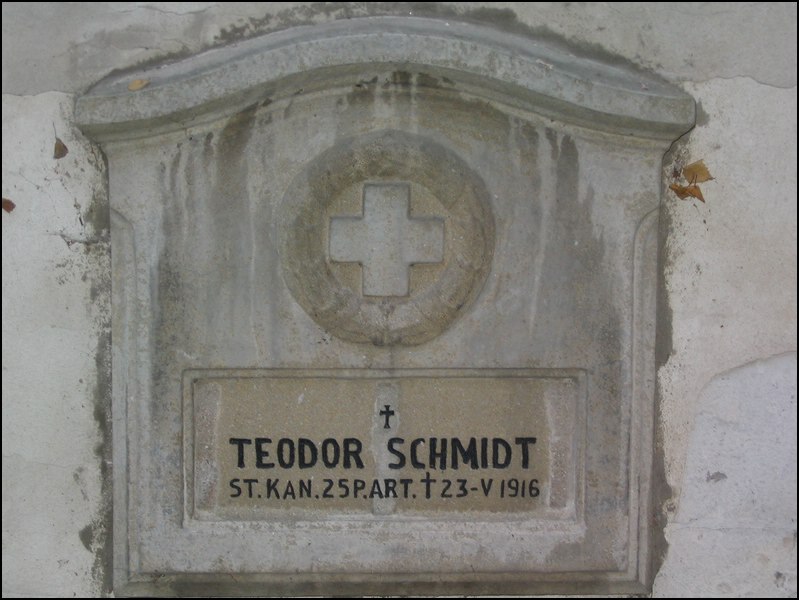 †
TEODOR SCHMIDT
ST.KAN.25P.ART.†23-V 1916